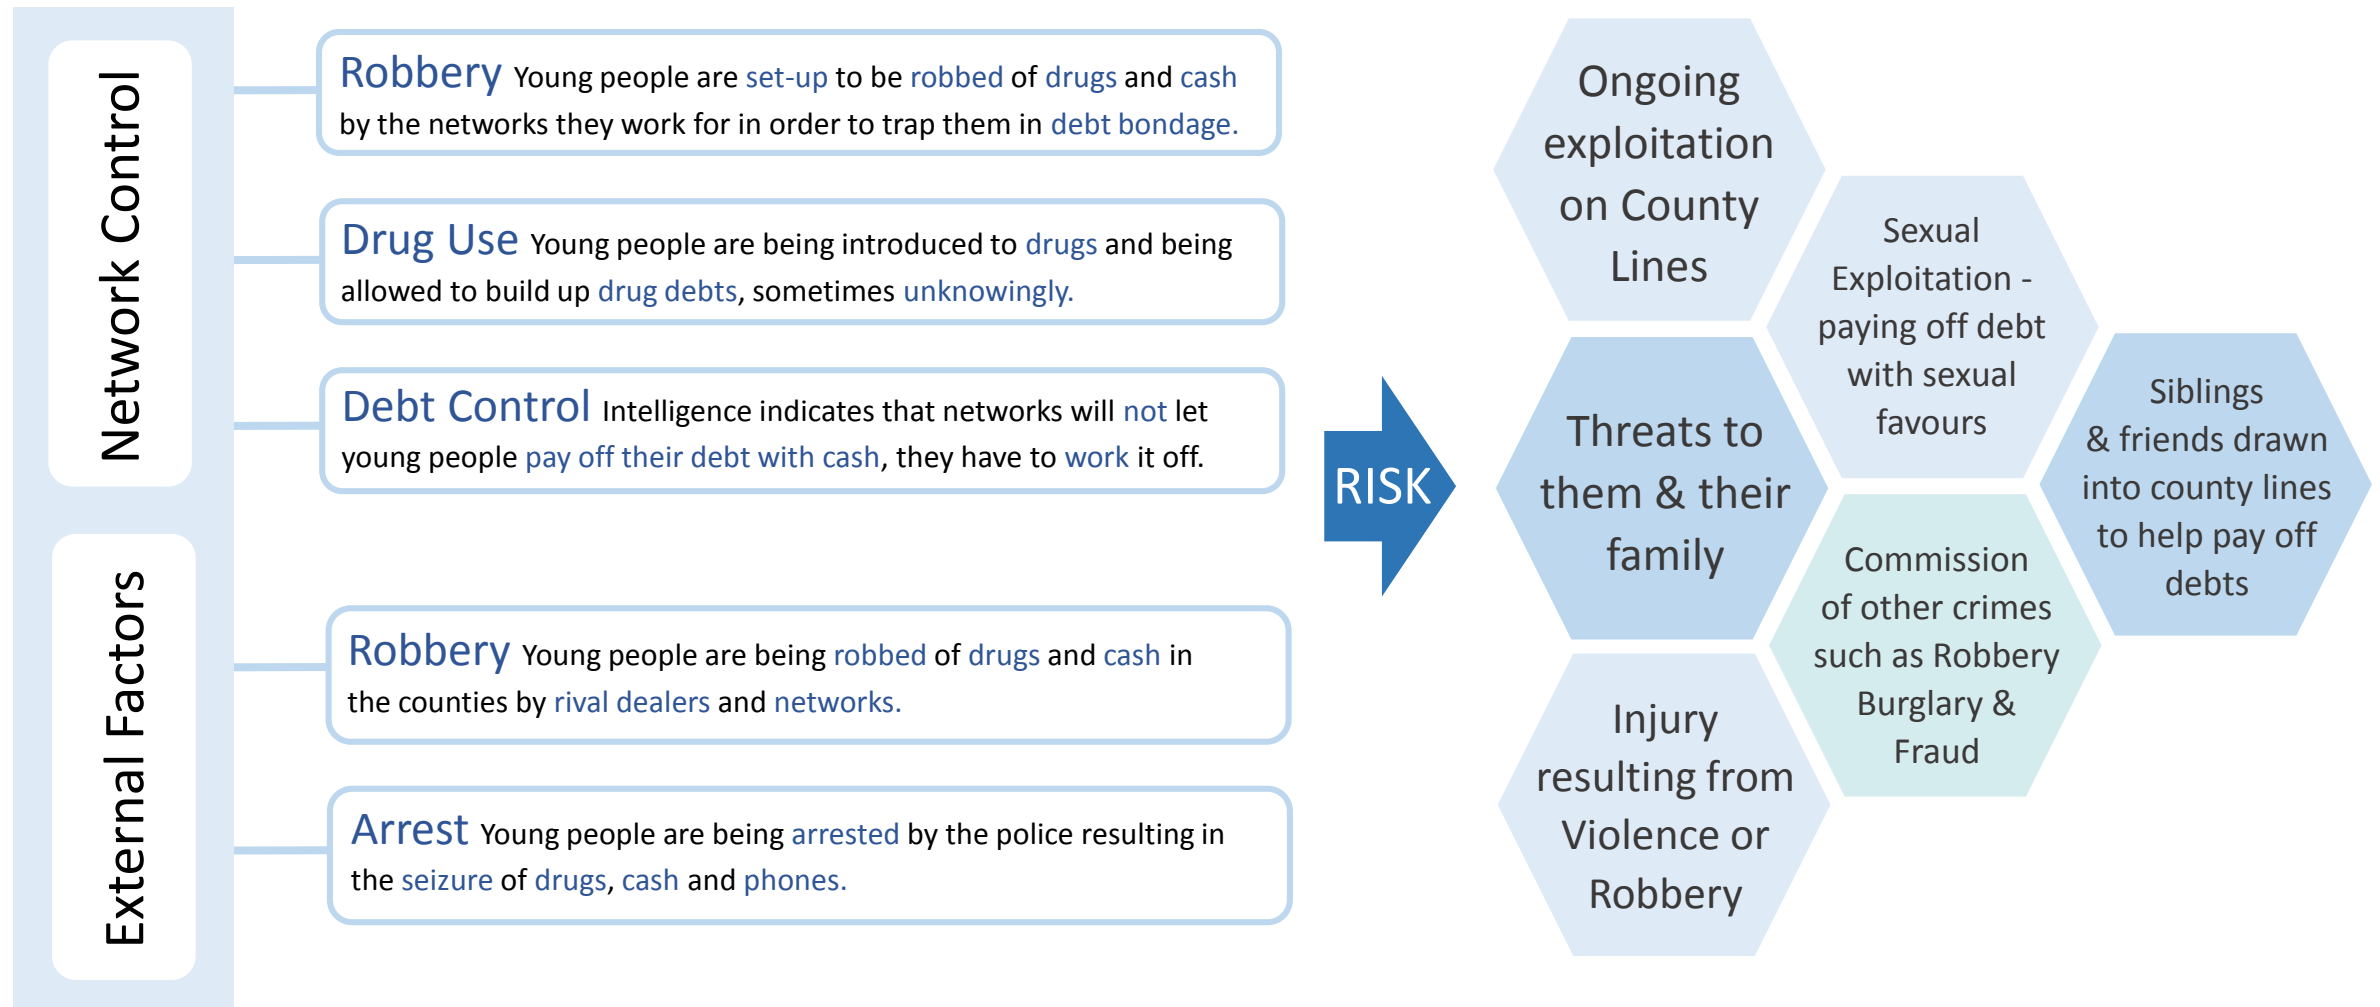 Network Control
Robbery Young people are set-up to be robbed of drugs and cash
by the networks they work for in order to trap them in debt bondage.
Drug Use Young people are being introduced to drugs and being
allowed to build up drug debts, sometimes unknowingly.
Debt Control Intelligence indicates that networks will not let
young people pay off their debt with cash, they have to work it off.
External Factors
Robbery Young people are being robbed of drugs and cash in
the counties by rival dealers and networks.
Arrest Young people are being arrested by the police resulting in
the seizure of drugs, cash and phones.
RISK
Ongoing
exploitation
on County
Lines
Sexual
Exploitation -
paying off debt
with sexual
favours
Threats to
them & their
family
Siblings
& friends drawn
into county lines
to help pay off
debts
Commission
of other crimes
such as Robbery
Burglary &
Fraud
Injury
resulting from
Violence or
Robbery